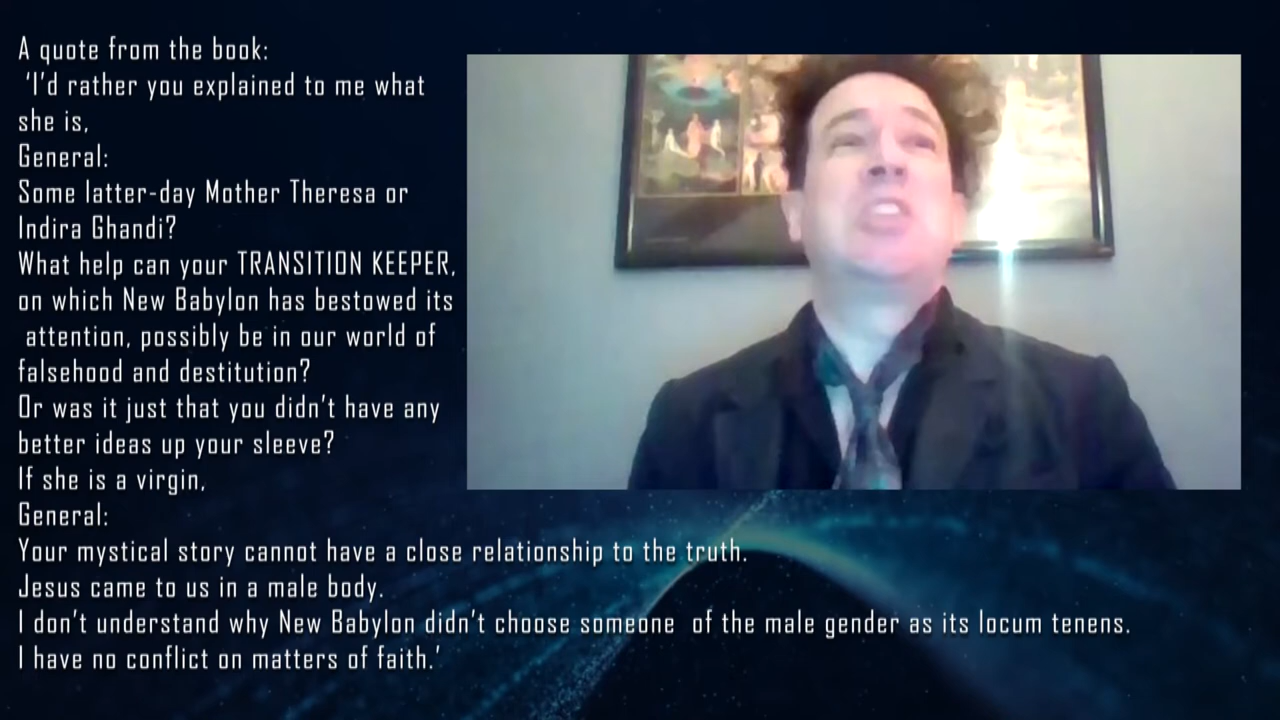 A quote from the book:
'I'd rather you explained to me what
she is,
General:
Some latter-day Mother Theresa or
Indira Ghandi?
What help can your TRANSITION KEEPER,
on which New Babylon has bestowed its
attention, possibly be in our world of
falsehood and destitution?
Or was it just that you didn't have any
better ideas up your sleeve?
If she is a virgin,
General:
Your mystical story cannot have a close relationship to the truth.
Jesus came to us in a male body.
I don't understand why New Babylon didn't choose someone  of the male gender as its locum tenens.
I have no conflict on matters of faith.'